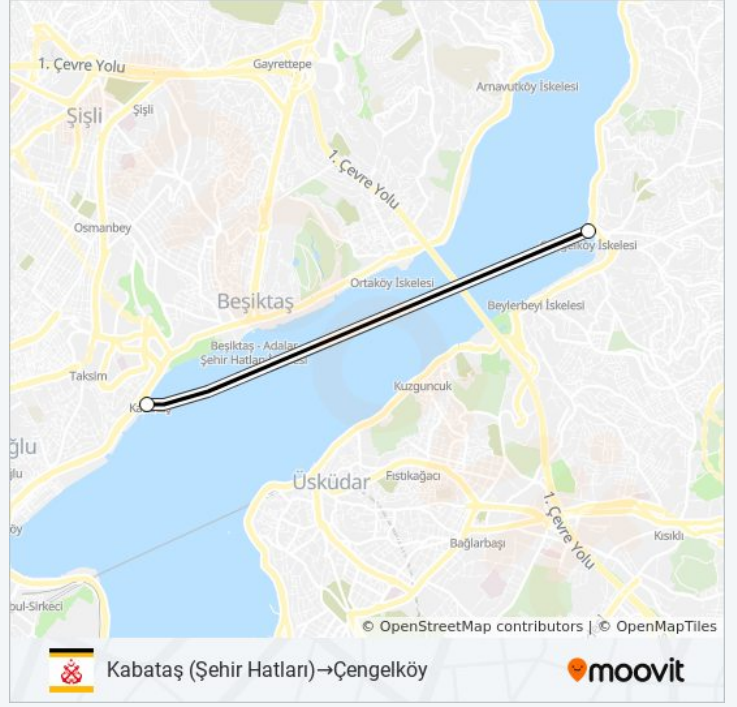 1. Çevre Yolu
Gayrettepe
Arnavutköy İskelesi
Şişli
Şişli
1. Çevre Yolu
Osmanbey
Ortaköy İskelesi
Beşiktaş
Beylerbeyi İskelesi
Beşiktaş - Adalar
Şehir Hatları
Taksim
Kuzguncuk
Üsküdar
Fıstıkağacı
1. Çevre Yolu
Bağlarbaşı
Kısıklı
© OpenStreetMap contributors | © OpenMapTiles
Kabataş (Şehir Hatları)→Çengelköy
moovit